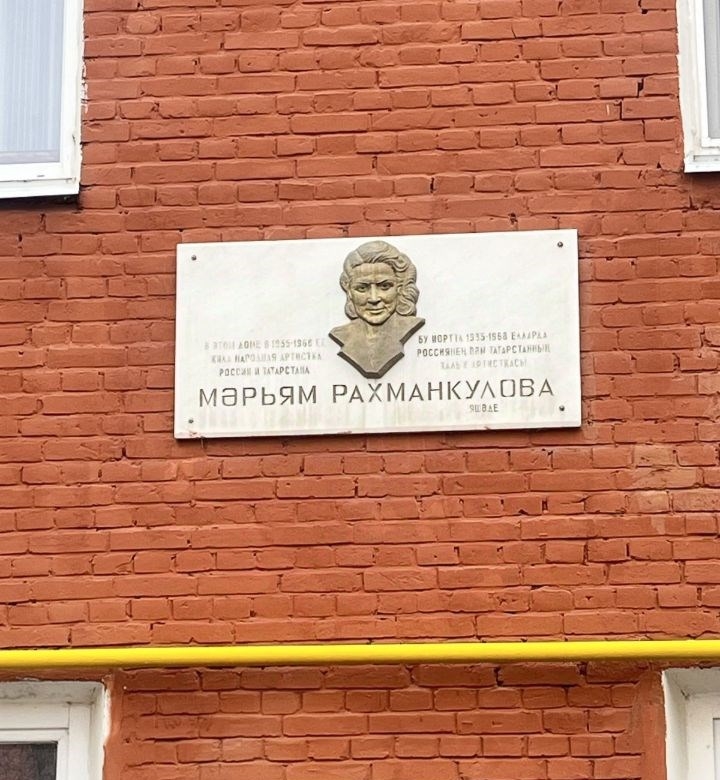 В ЭТОМ ДОМЕ В 1955-1968 ГГ.
ЖИЛА НАРОДНАЯ АРТИСТКА
РОССИИ И ТАТАРСТАНА
БУ ЙОРТТА 1955-1968 ЕЛЛАРДА
РОССИЯНЕҢ ҺӘМ ТАТАРСТАННЫҢ
ХАЛЫК АРТИСТКАСЫ
МӘРЬЯМ РАХМАНКУЛОВА
ЯШӘДЕ